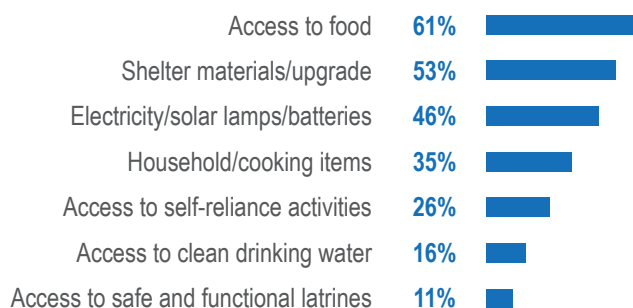 Access to food 61%
Shelter materials/upgrade 53%
Electricity/solar lamps/batteries 46%
Household/cooking items 35%
Access to self-reliance activities 26%
Access to clean drinking water 16%
Access to safe and functional latrines 11%